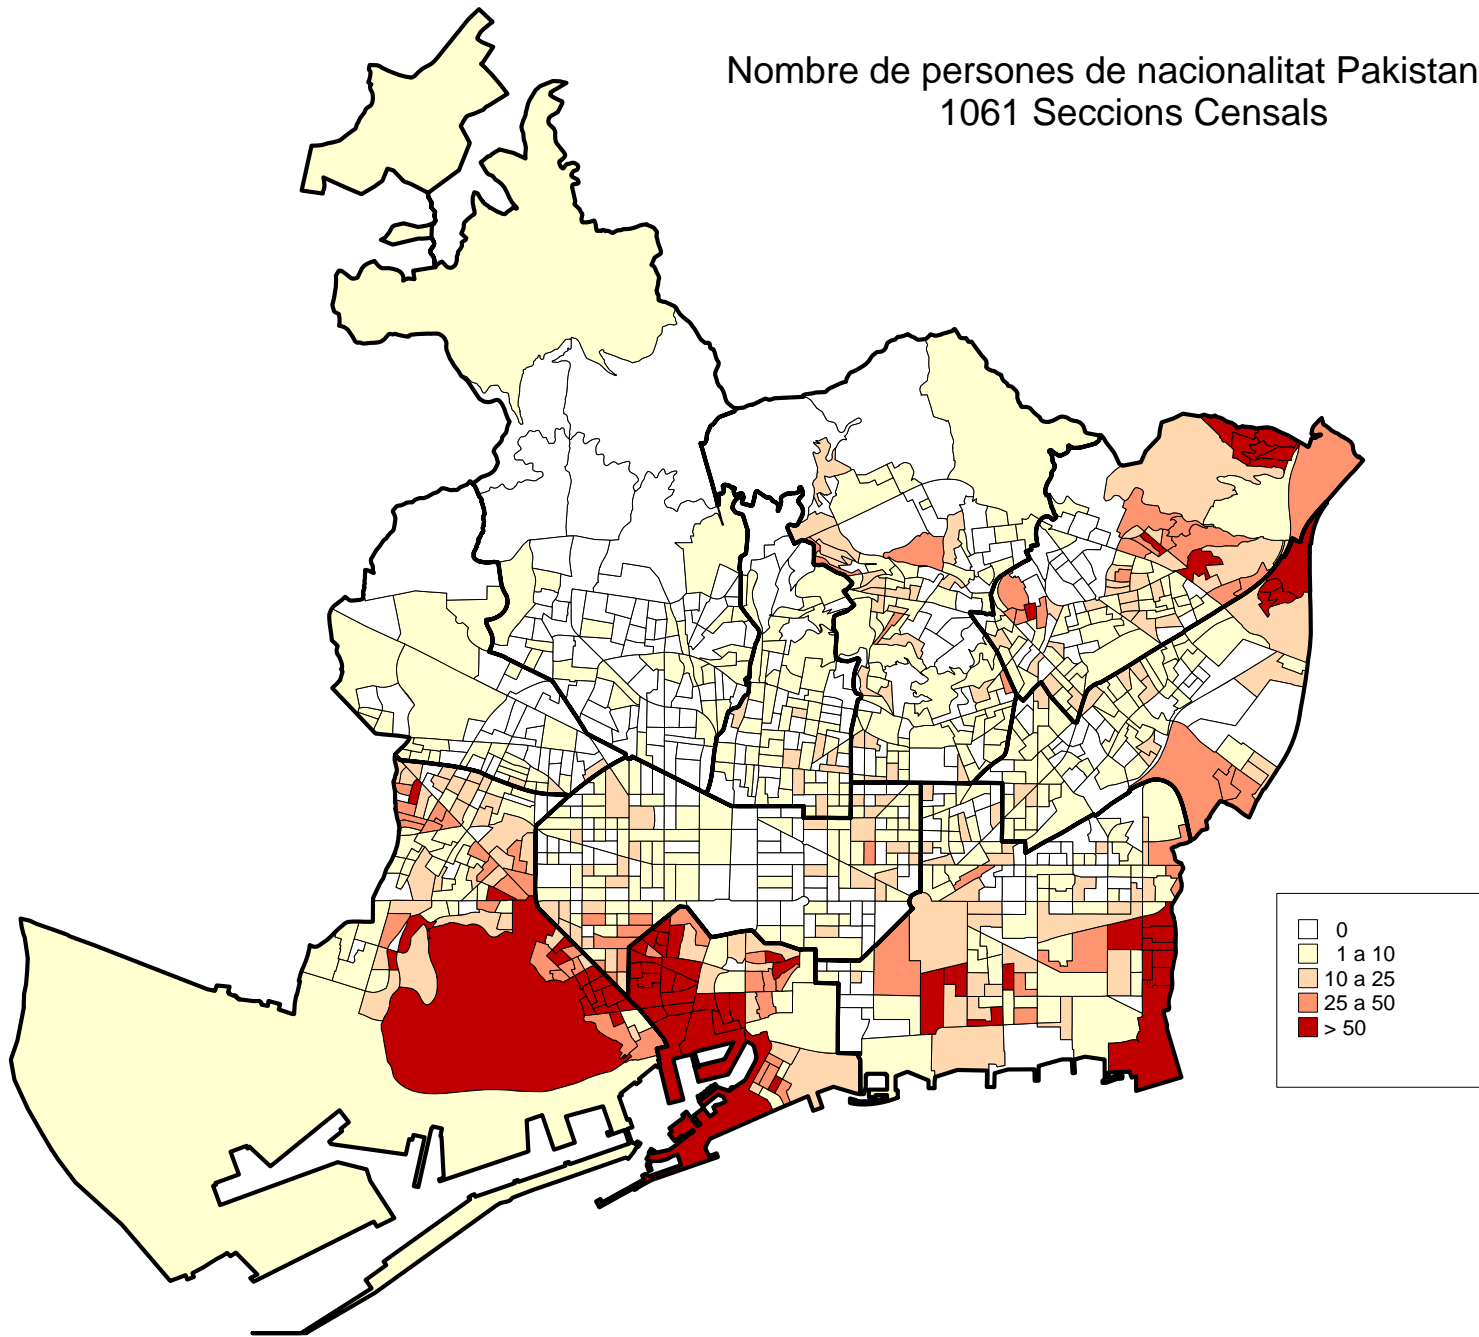 Nombre de persones de nacionalitat Pakistan
1061 Seccions Censals
0
1 a 10
10 a 25
25 a 50
> 50